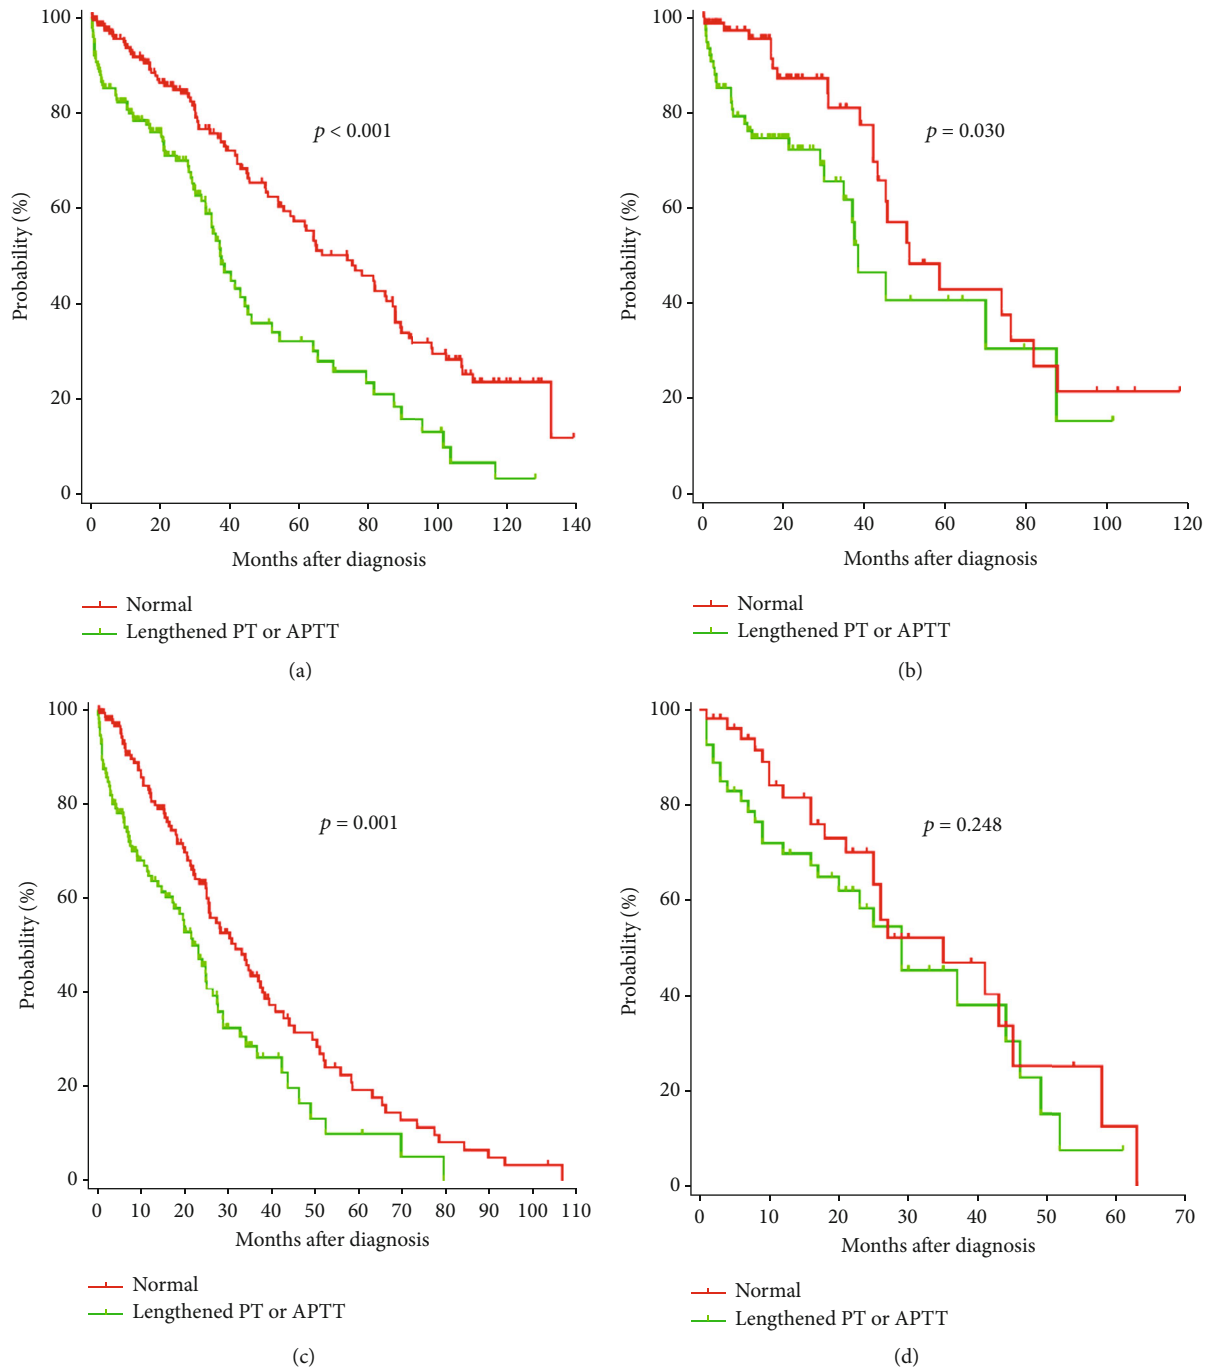 100
80
60
40
20
0
Probability (%)
p < 0.001
0 20 40 60 80 100 120 140
Months after diagnosis
Normal
Lengthened PT or APTT
(a)
100
80
60
40
20
0
Probability (%)
p = 0.030
0 20 40 60 80 100 120
Months after diagnosis
Normal
Lengthened PT or APTT
(b)
100
80
60
40
20
0
Probability (%)
p = 0.001
0 10 20 30 40 50 60 70 80 90 100 110
Months after diagnosis
Normal
Lengthened PT or APTT
(c)
100
80
60
40
20
0
Probability (%)
p = 0.248
0 10 20 30 40 50 60 70
Months after diagnosis
Normal
Lengthened PT or APTT
(d)